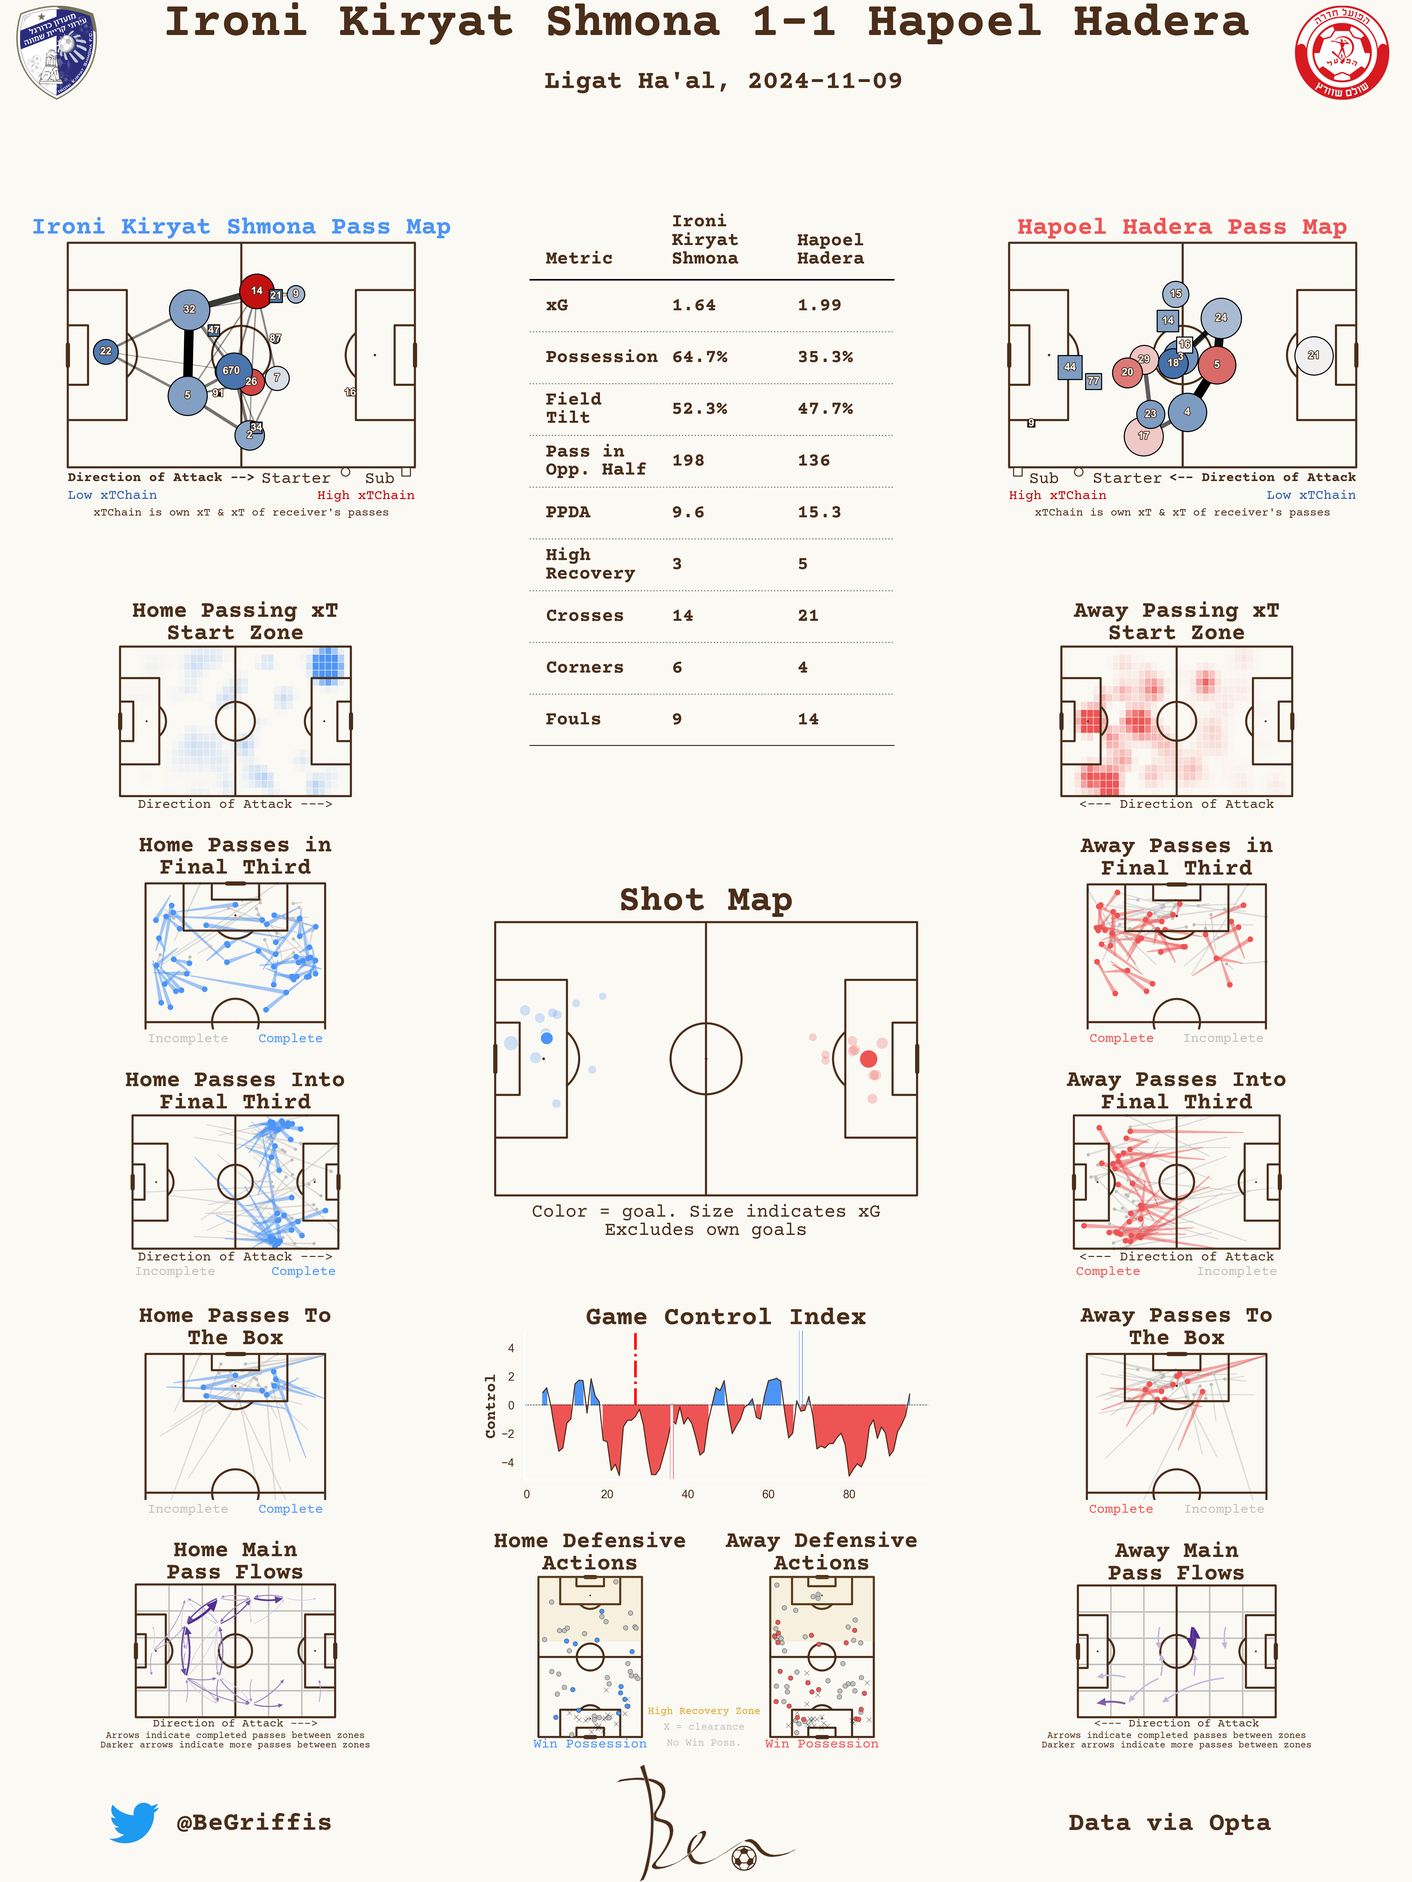 Ironi Kiryat Shmona 1-1 Hapoel Hadera
Ligat Ha'al, 2024-11-09
מועדון כדורגל
עירוני קריית שמונה
הפועל חדרה
הפועל
שולם שוורץ
Ironi Kiryat Shmona Pass Map
14
21
9
32
47
87
22
670
26
7
5
91
16
34
2
Direction of Attack --> Starter Sub
Low xTChain High xTChain
xTChain is own xT & xT of receiver's passes
Metric Ironi Kiryat Shmona Hapoel Hadera
xG 1.64 1.99
Possession 64.7% 35.3%
Field Tilt 52.3% 47.7%
Pass in Opp. Half 198 136
PPDA 9.6 15.3
High Recovery 3 5
Crosses 14 21
Corners 6 4
Fouls 9 14
Hapoel Hadera Pass Map
15
14
24
16
3
29
18
5
21
44
20
77
23
4
9
17
Sub Starter <-- Direction of Attack
High xTChain Low xTChain
xTChain is own xT & xT of receiver's passes
Home Passing xT
Start Zone
Direction of Attack --->
Away Passing xT
Start Zone
<--- Direction of Attack
Home Passes in
Final Third
Incomplete Complete
Away Passes in
Final Third
Complete Incomplete
Shot Map
Color = goal. Size indicates xG
Excludes own goals
Home Passes Into
Final Third
Direction of Attack --->
Incomplete Complete
Away Passes Into
Final Third
<--- Direction of Attack
Complete Incomplete
Home Passes To
The Box
Incomplete Complete
Game Control Index
Control
4
2
0
−2
−4
0 20 40 60 80
Away Passes To
The Box
Complete Incomplete
Home Main
Pass Flows
Direction of Attack --->
Arrows indicate completed passes between zones
Darker arrows indicate more passes between zones
Home Defensive
Actions
Win Possession
High Recovery Zone
X = clearance
No Win Poss.
Away Defensive
Actions
Win Possession
Away Main
Pass Flows
<--- Direction of Attack
Arrows indicate completed passes between zones
Darker arrows indicate more passes between zones
@BeGriffis
Ben
Data via Opta